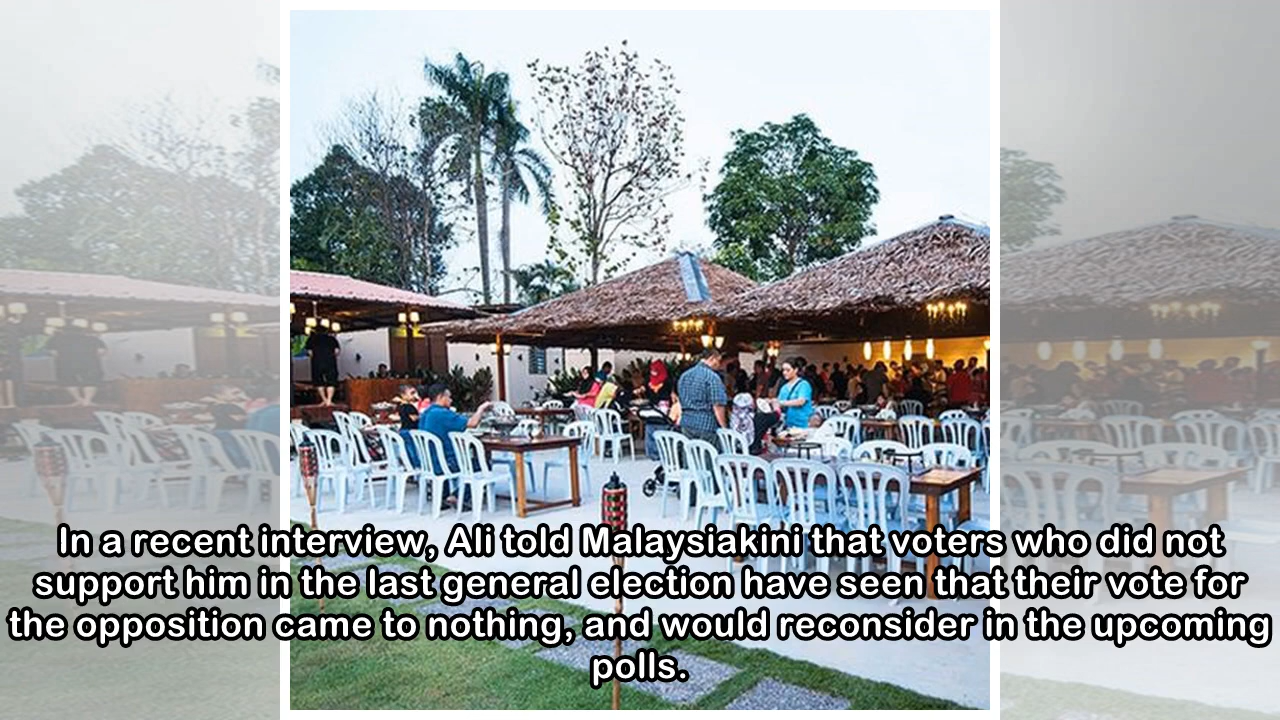 In a recent interview, Ali told Malaysiakini that voters who did not
support him in the last general election have seen that their vote for
the opposition came to nothing, and would reconsider in the upcoming
polls.